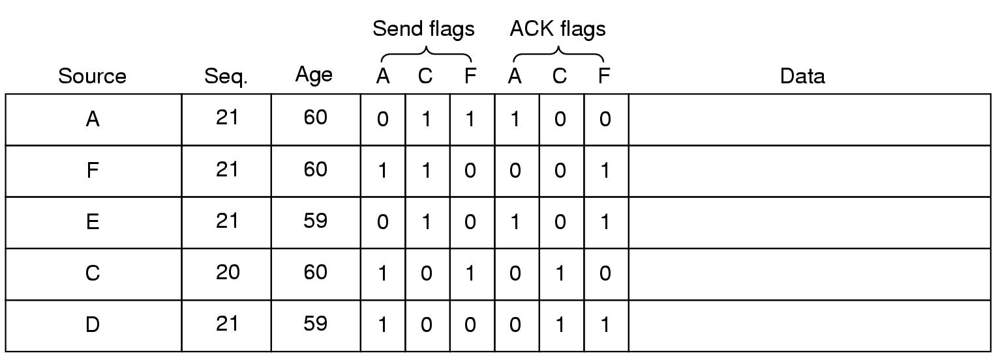 Send flags ACK flags
Source Seq. Age A C F A C F Data
A 21 60 0 1 1 1 0 0
F 21 60 1 1 0 0 0 1
E 21 59 0 1 0 1 0 1
C 20 60 1 0 1 0 1 0
D 21 59 1 0 0 0 1 1